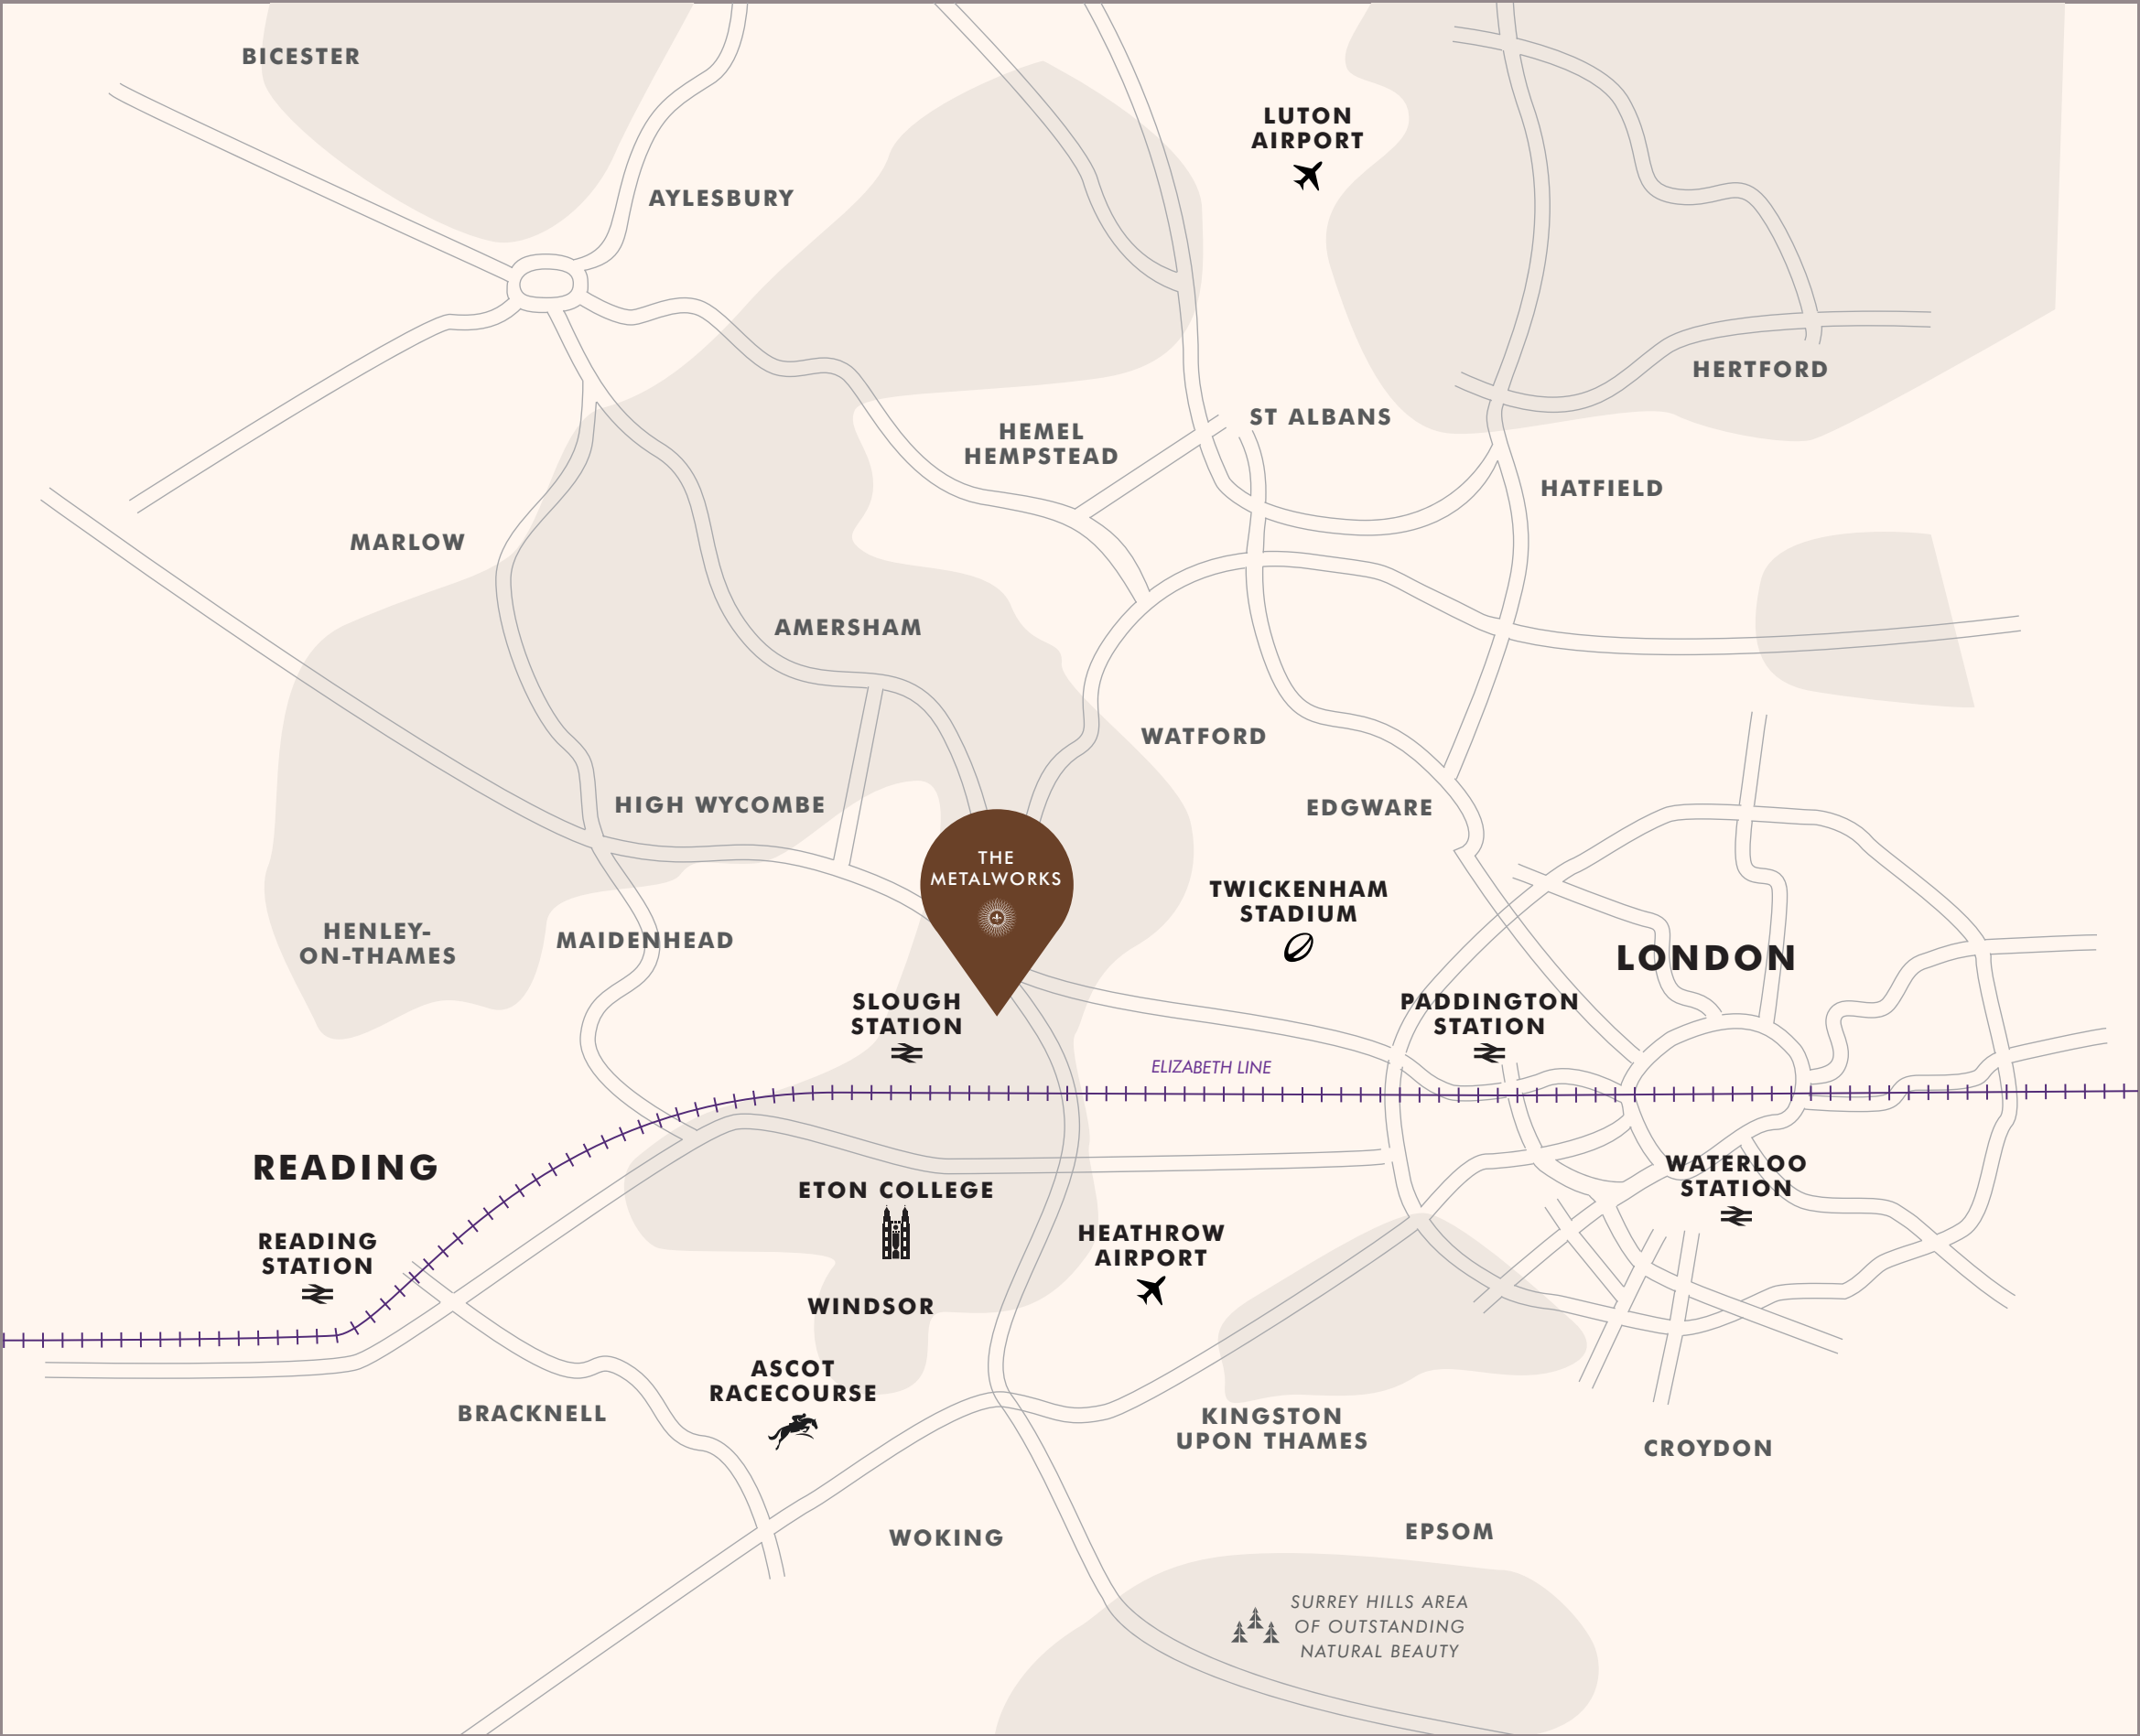 BICESTER
LUTON
AIRPORT
AYLESBURY
HERTFORD
ST ALBANS
HEMEL
HEMPSTEAD
HATFIELD
MARLOW
AMERSHAM
WATFORD
HIGH WYCOMBE
EDGWARE
THE
METALWORKS
TWICKENHAM
STADIUM
HENLEY-
ON-THAMES
MAIDENHEAD
LONDON
SLOUGH
STATION
PADDINGTON
STATION
ELIZABETH LINE
READING
WATERLOO
STATION
ETON COLLEGE
READING
STATION
HEATHROW
AIRPORT
WINDSOR
ASCOT
RACECOURSE
BRACKNELL
KINGSTON
UPON THAMES
CROYDON
WOKING
EPSOM
SURREY HILLS AREA
OF OUTSTANDING
NATURAL BEAUTY